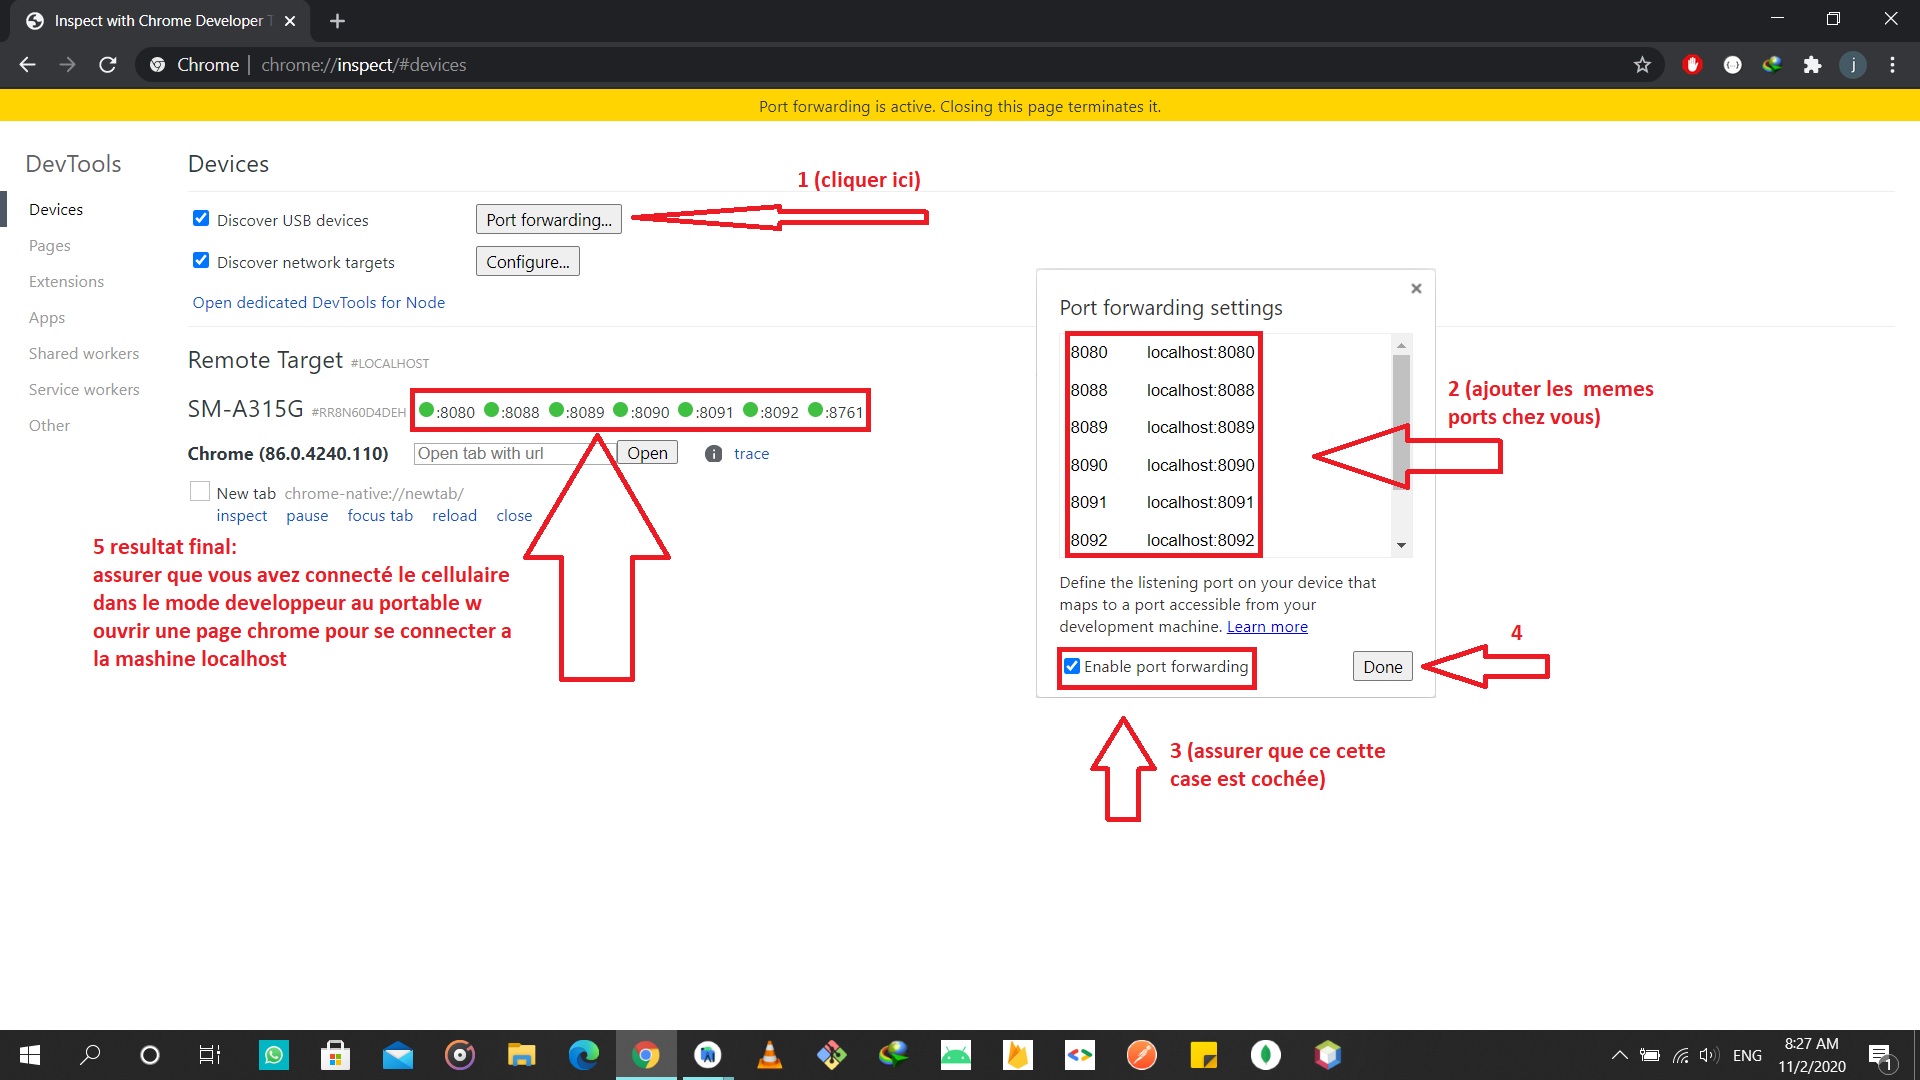 Inspect with Chrome Developer T
Chrome | chrome://inspect/#devices
j
Port forwarding is active. Closing this page terminates it.
DevTools
Devices
Pages
Extensions
Apps
Shared workers
Service workers
Other
Devices
1 (cliquer ici)
Discover USB devices
Port forwarding...
Discover network targets
Configure...
Open dedicated DevTools for Node
Remote Target #LOCALHOST
SM-A315G #RR8N60D4DEH :8080 :8088 :8089 :8090 :8091 :8092 :8761
Chrome (86.0.4240.110) Open tab with url Open trace
New tab chrome-native://newtab/
inspect pause focus tab reload close
5 resultat final:
assurer que vous avez connecté le cellulaire
dans le mode developpeur au portable w
ouvrir une page chrome pour se connecter a
la mashine localhost
Port forwarding settings
8080 localhost:8080
8088 localhost:8088
8089 localhost:8089
8090 localhost:8090
8091 localhost:8091
8092 localhost:8092
2 (ajouter les memes
ports chez vous)
Define the listening port on your device that
maps to a port accessible from your
development machine. Learn more
Enable port forwarding
Done
4
3 (assurer que ce cette
case est cochée)
ENG
8:27 AM
11/2/2020
1